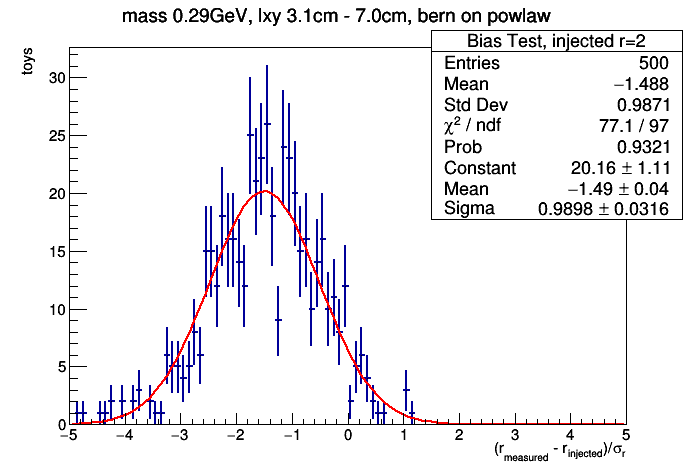 mass 0.29GeV, lxy 3.1cm - 7.0cm, bern on powlaw
toys
Bias Test, injected r=2
Entries 500
Mean −1.488
Std Dev 0.9871
χ² / ndf 77.1 / 97
Prob 0.9321
Constant 20.16 ± 1.11
Mean −1.49 ± 0.04
Sigma 0.9898 ± 0.0316
30
25
20
15
10
5
0
−5 −4 −3 −2 −1 0 1 2 3 4 5
(r_measured - r_injected)/σ_r